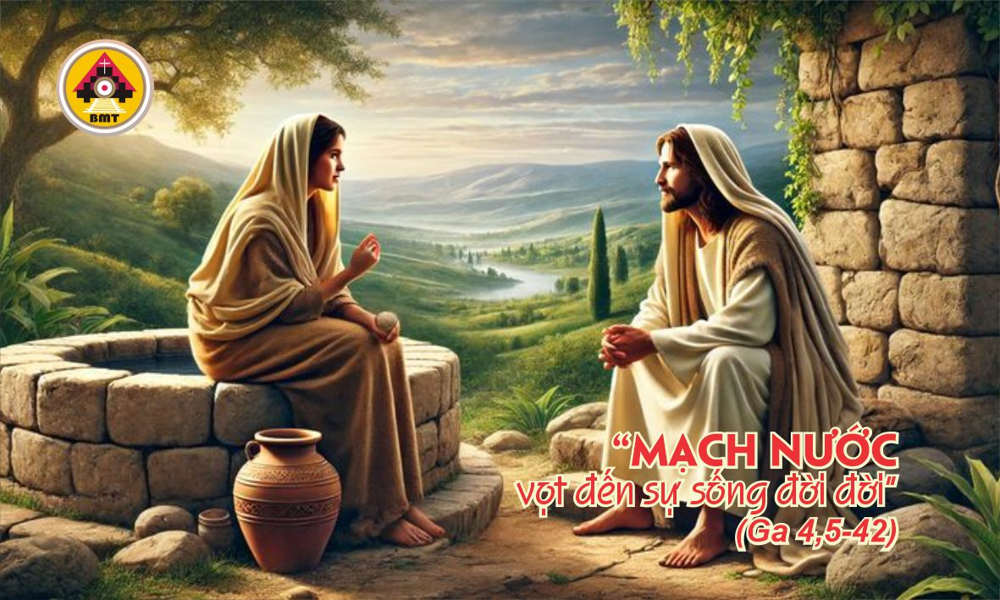 BMT
“MẠCH NƯỚC
vọt đến sự sống đời đời”
(Ga 4,5-42)